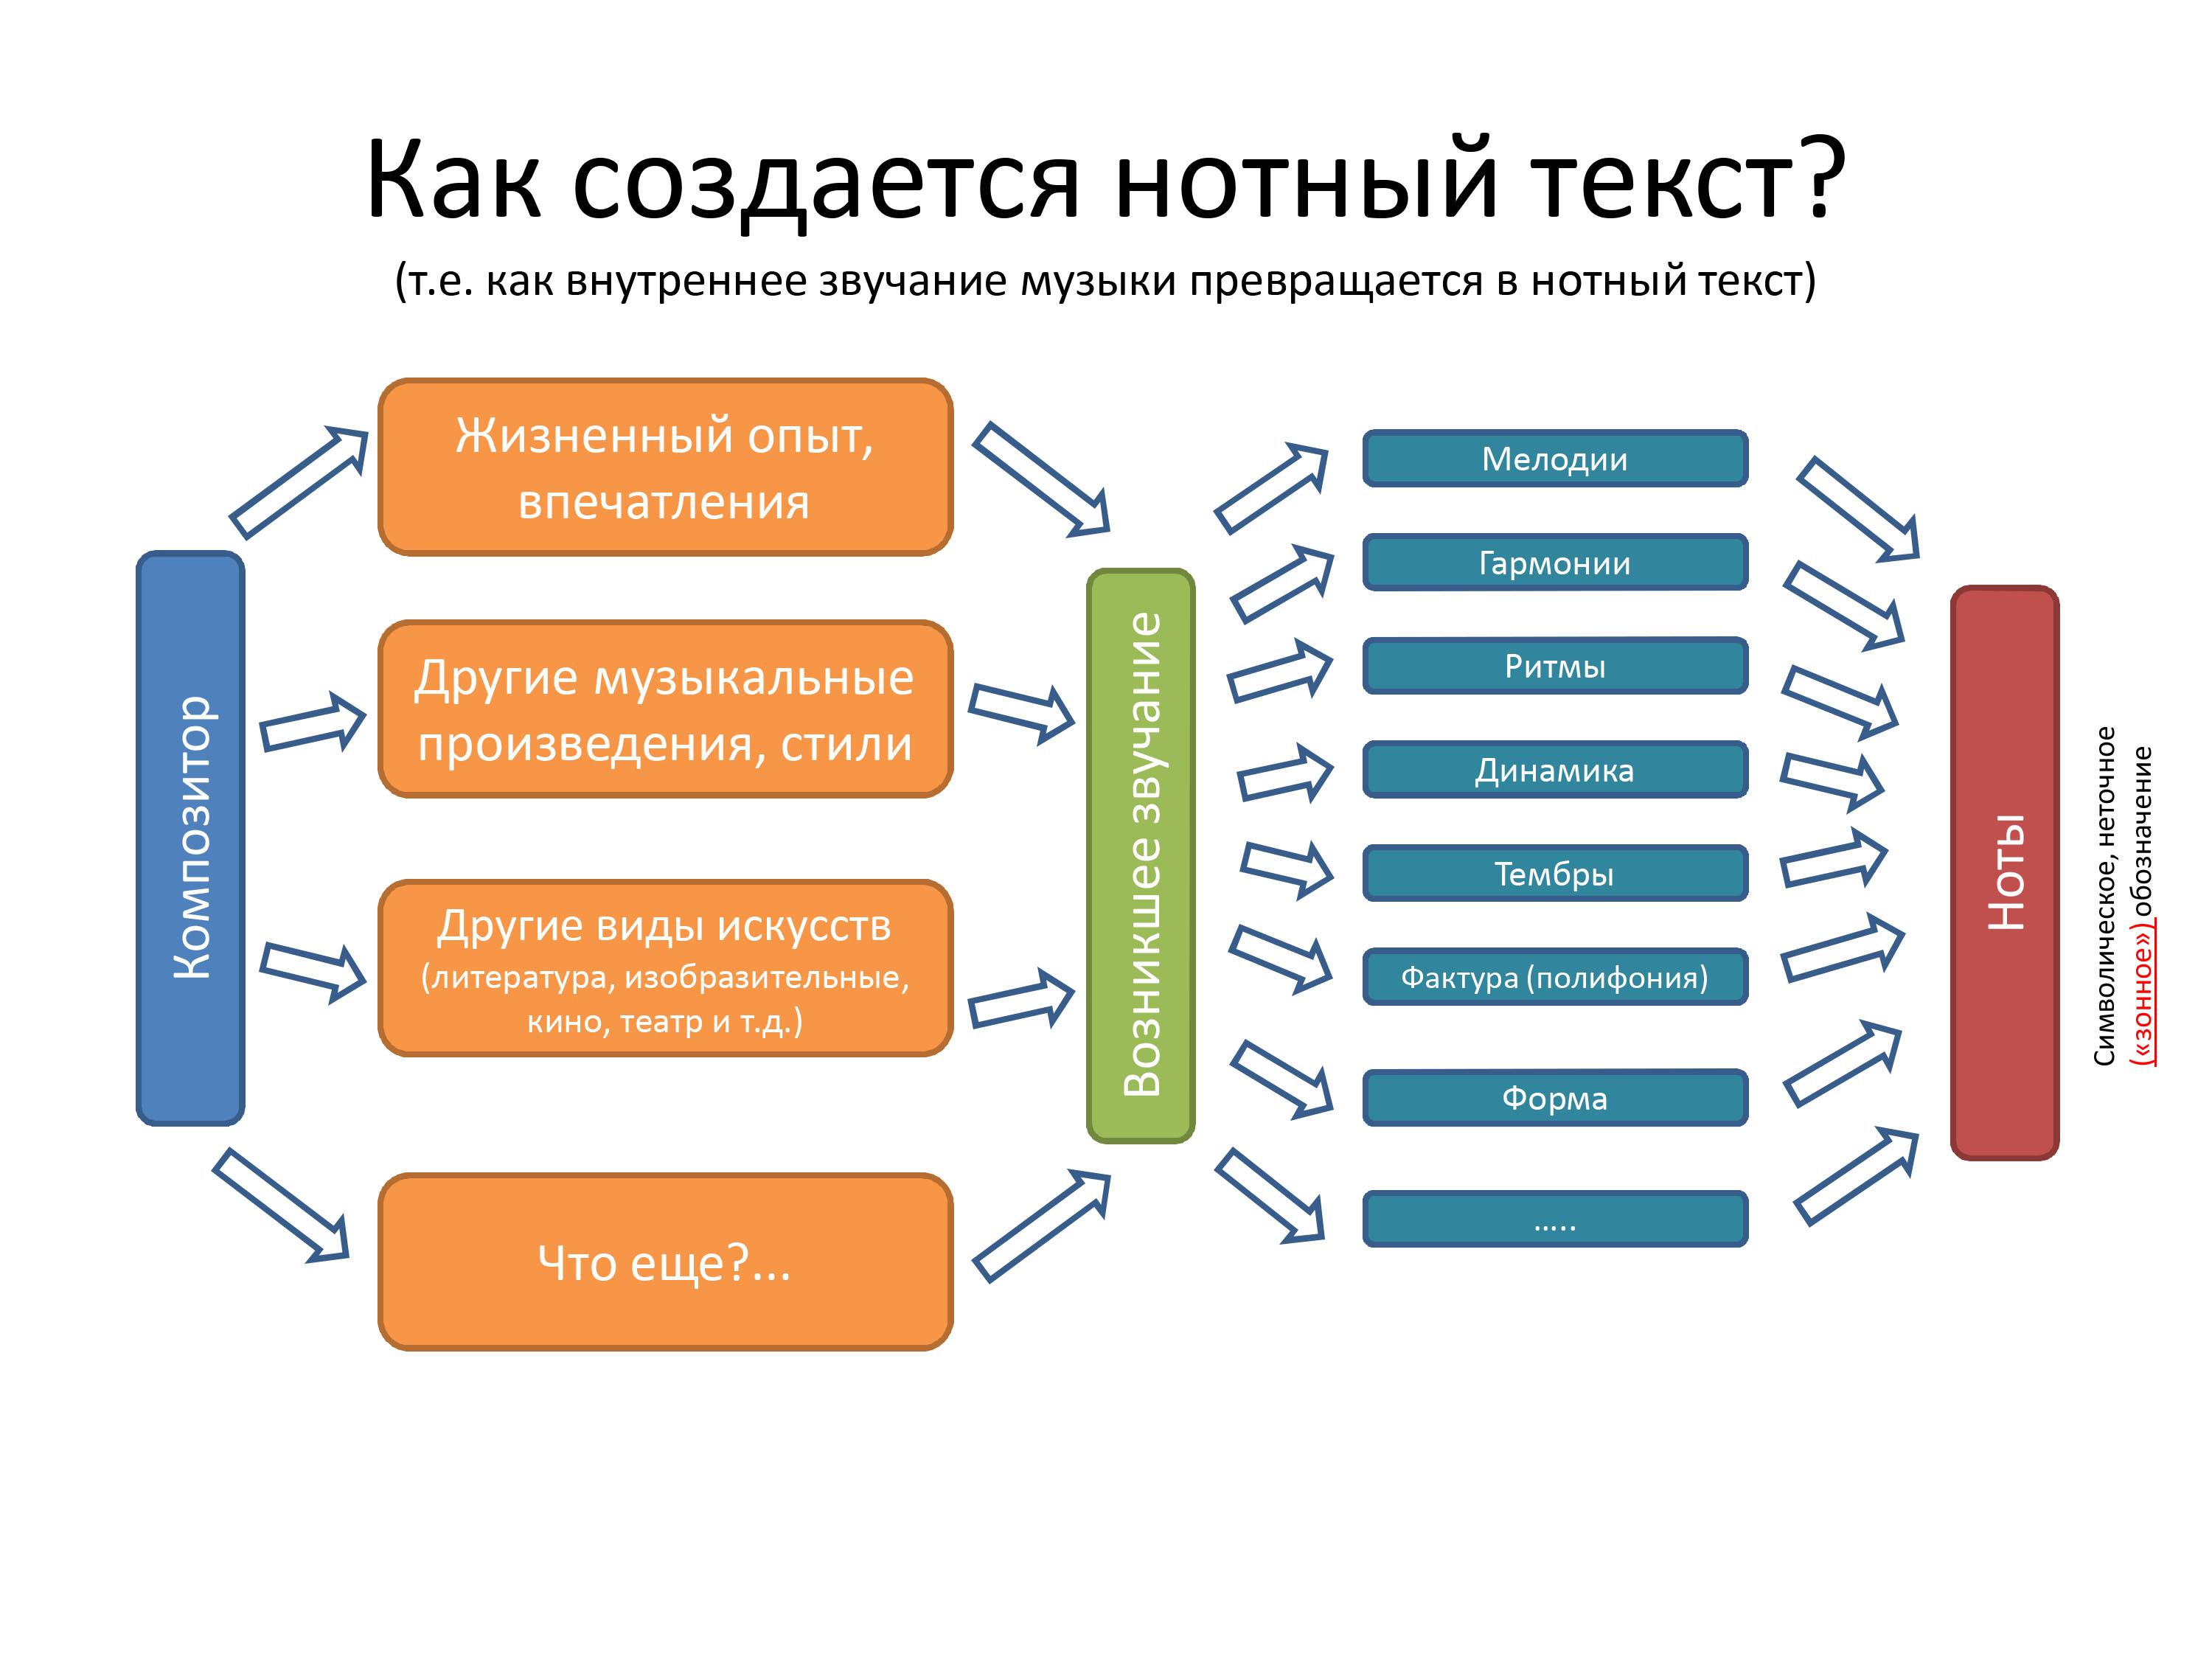 Как создается нотный текст?
(т.е. как внутреннее звучание музыки превращается в нотный текст)
Композитор
Жизненный опыт,
впечатления
Другие музыкальные
произведения, стили
Другие виды искусств
(литература, изобразительные,
кино, театр и т.д.)
Что еще?...
Возникшее звучание
Мелодии
Гармонии
Ритмы
Динамика
Тембры
Фактура (полифония)
Форма
…..
Ноты
Символическое, неточное
(«зонное») обозначение